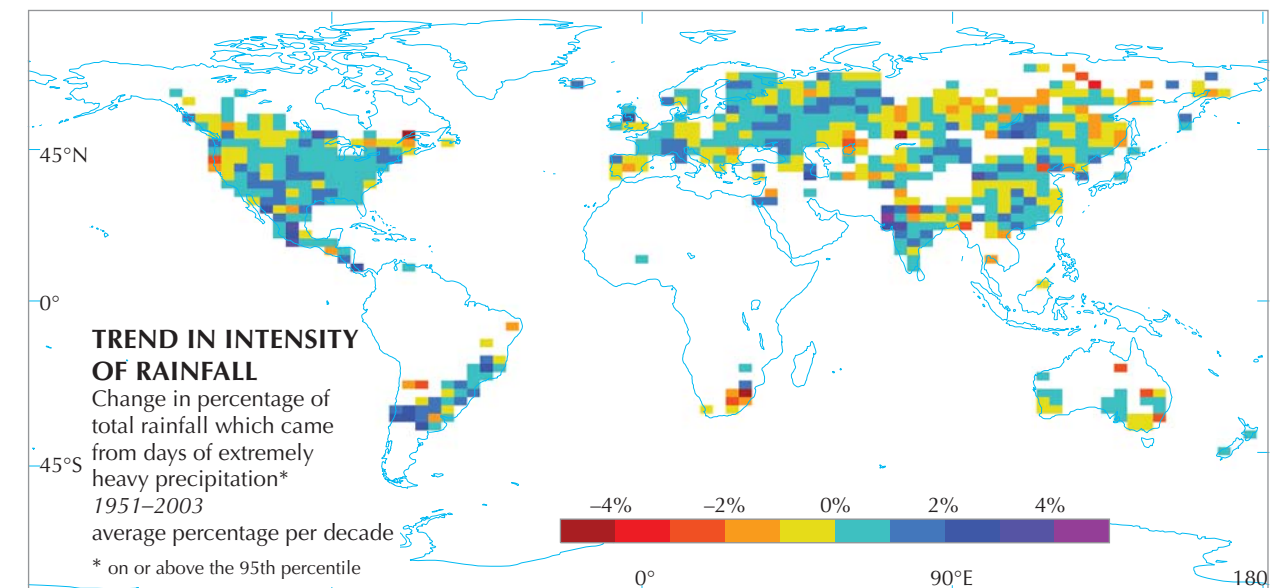 45°N
0°
TREND IN INTENSITY
OF RAINFALL
Change in percentage of
total rainfall which came
from days of extremely
heavy precipitation*
1951–2003
average percentage per decade
* on or above the 95th percentile
45°S
–4% –2% 0% 2% 4%
0° 90°E 180